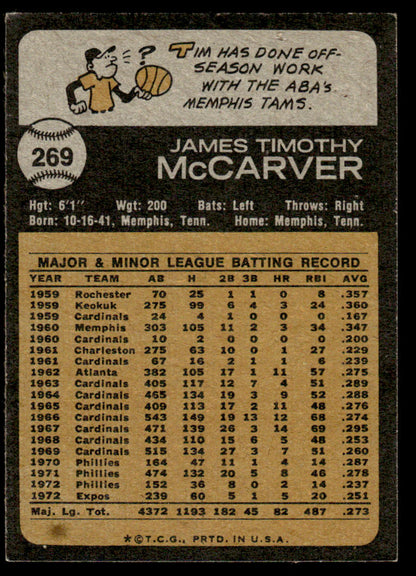 TIM HAS DONE OFF-
SEASON WORK
WITH THE ABA'S
MEMPHIS TAMS.
?
269
JAMES TIMOTHY
McCARVER
Hgt: 6'1" Wgt: 200 Bats: Left Throws: Right
Born: 10-16-41, Memphis, Tenn. Home: Memphis, Tenn.
MAJOR & MINOR LEAGUE BATTING RECORD
YEAR TEAM AB H 2B 3B HR RBI AVG
1959 Rochester 70 25 1 1 0 8 .357
1959 Keokuk 275 99 6 4 3 24 .360
1959 Cardinals 24 4 1 0 0 0 .167
1960 Memphis 303 105 11 2 3 34 .347
1960 Cardinals 10 2 0 0 0 0 .200
1961 Charleston 275 63 10 0 1 27 .229
1961 Cardinals 67 16 2 1 1 6 .239
1962 Atlanta 382 105 17 1 11 57 .275
1963 Cardinals 405 117 12 7 4 51 .289
1964 Cardinals 465 134 19 3 9 52 .288
1965 Cardinals 409 113 17 2 11 48 .276
1966 Cardinals 543 149 19 13 12 68 .274
1967 Cardinals 471 139 26 3 14 69 .295
1968 Cardinals 434 110 15 6 5 48 .253
1969 Cardinals 515 134 27 3 7 51 .260
1970 Phillies 164 47 11 1 4 14 .287
1971 Phillies 474 132 20 5 8 46 .278
1972 Phillies 152 36 8 0 2 14 .237
1972 Expos 239 60 5 1 5 20 .251
Maj. Lg. Tot. 4372 1193 182 45 82 487 .273
*©T.C.G., PRTD. IN U.S.A.